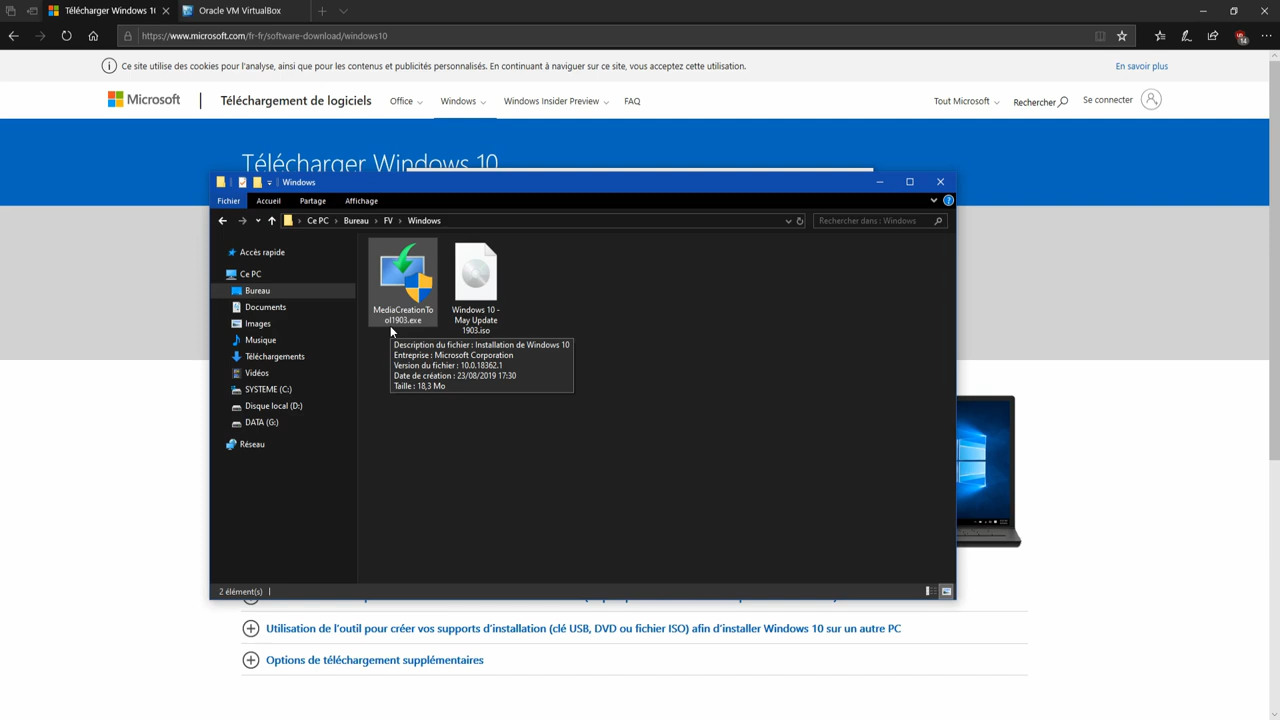 Télécharger Windows 10
Oracle VM VirtualBox
https://www.microsoft.com/fr-fr/software-download/windows10
14
Ce site utilise des cookies pour l'analyse, ainsi que pour les contenus et publicités personnalisés. En continuant à naviguer sur ce site, vous acceptez cette utilisation.
En savoir plus
Microsoft
Téléchargement de logiciels
Office
Windows
Windows Insider Preview
FAQ
Tout Microsoft
Rechercher
Se connecter
Télécharger Windows 10
Windows
Fichier
Accueil
Partage
Affichage
Ce PC > Bureau > FV > Windows
Rechercher dans : Windows
Accès rapide
Ce PC
Bureau
Documents
Images
Musique
Téléchargements
Vidéos
SYSTEME (C:)
Disque local (D:)
DATA (G:)
Réseau
MediaCreationTo
ol1903.exe
Windows 10 -
May Update
1903.iso
Description du fichier : Installation de Windows 10
Entreprise : Microsoft Corporation
Version du fichier : 10.0.18362.1
Date de création : 23/08/2019 17:30
Taille : 18,3 Mo
2 élément(s)
Utilisation de l'outil pour créer vos supports d'installation (clé USB, DVD ou fichier ISO) afin d'installer Windows 10 sur un autre PC
Options de téléchargement supplémentaires